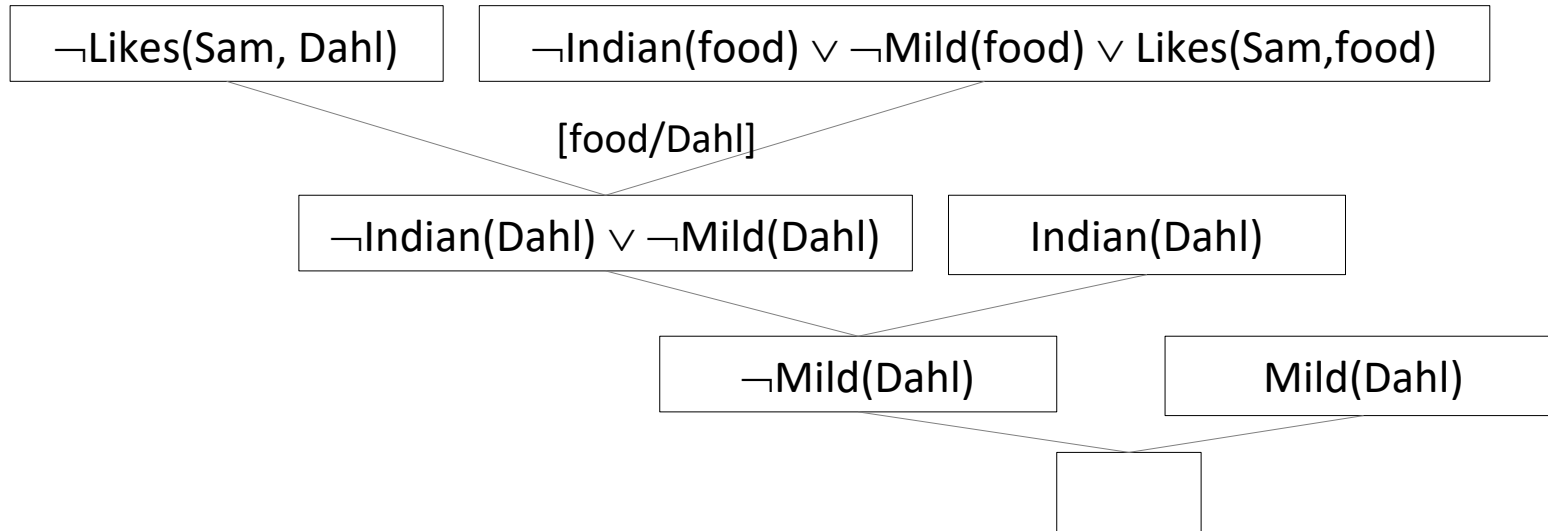 ¬Likes(Sam, Dahl)
¬Indian(food) ∨ ¬Mild(food) ∨ Likes(Sam,food)
[food/Dahl]
¬Indian(Dahl) ∨ ¬Mild(Dahl)
Indian(Dahl)
¬Mild(Dahl)
Mild(Dahl)